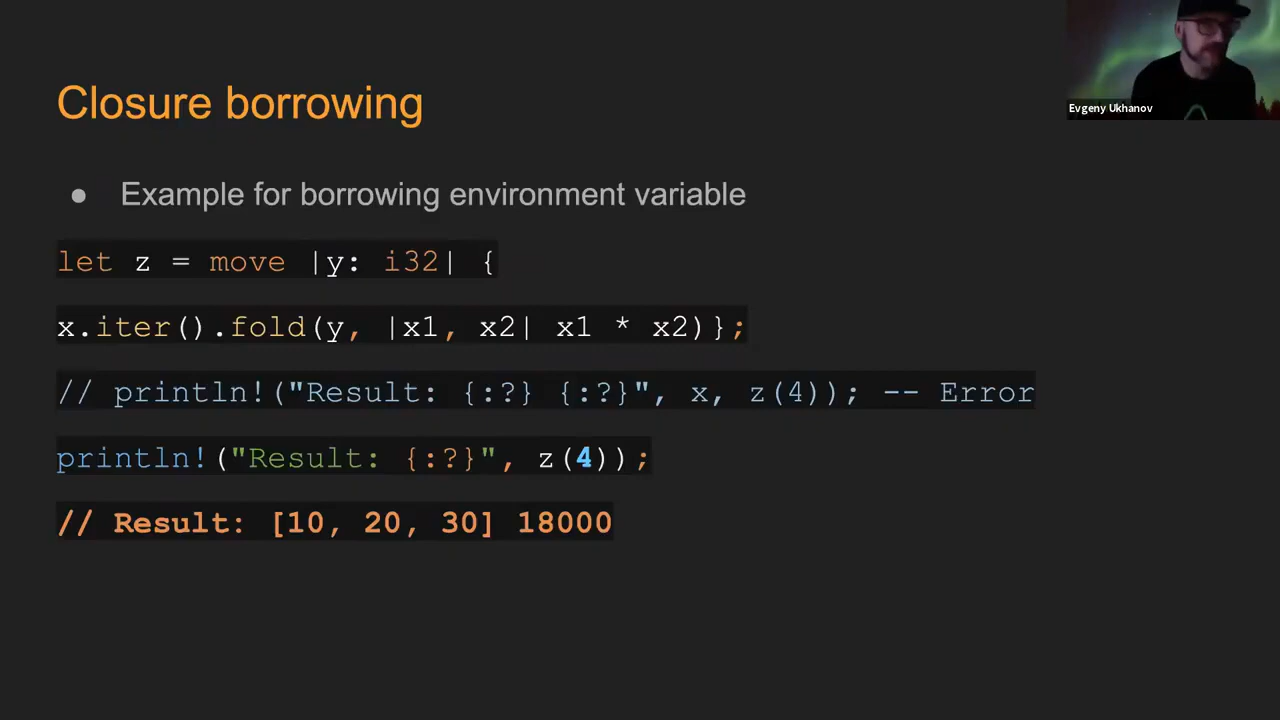 Evgeny Ukhanov
Closure borrowing
● Example for borrowing environment variable
let z = move |y: i32| {
x.iter().fold(y, |x1, x2| x1 * x2)};
// println!("Result: {:?} {:?}", x, z(4)); -- Error
println!("Result: {:?}", z(4));
// Result: [10, 20, 30] 18000